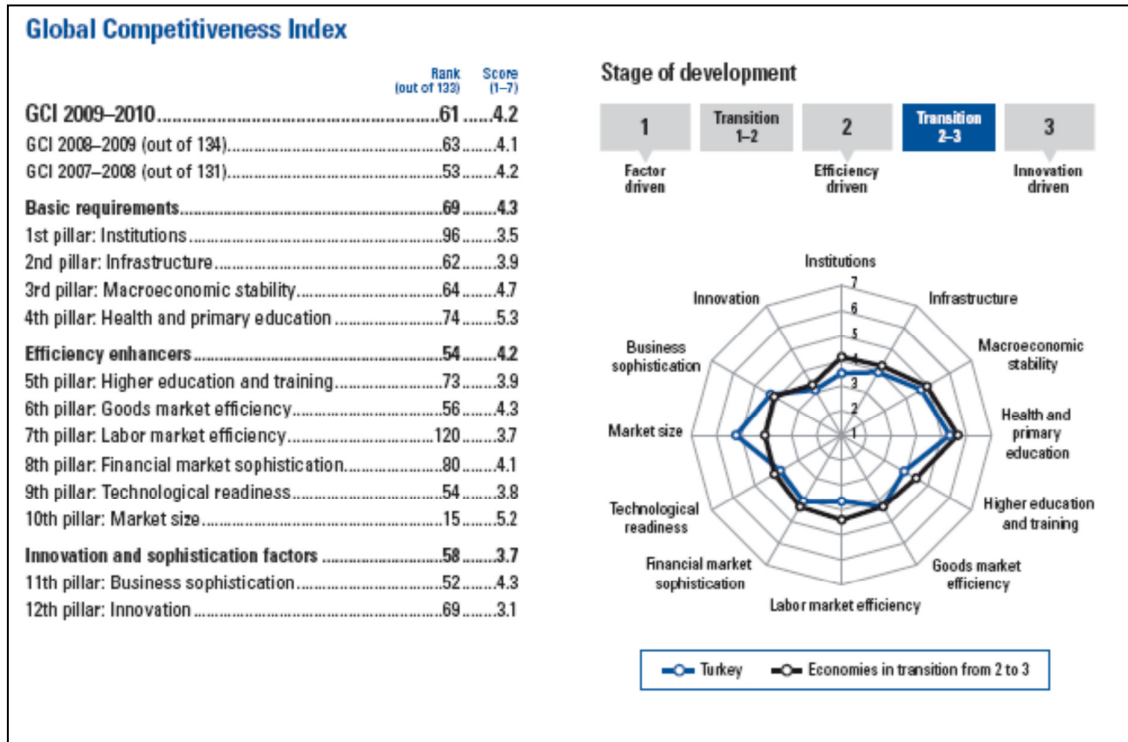 Global Competitiveness Index
Rank Score
(out of 133) (1–7)
GCI 2009–2010......61......4.2
GCI 2008–2009 (out of 134)......63......4.1
GCI 2007–2008 (out of 131)......53......4.2
Basic requirements......69......4.3
1st pillar: Institutions......96......3.5
2nd pillar: Infrastructure......62......3.9
3rd pillar: Macroeconomic stability......64......4.7
4th pillar: Health and primary education......74......5.3
Efficiency enhancers......54......4.2
5th pillar: Higher education and training......73......3.9
6th pillar: Goods market efficiency......56......4.3
7th pillar: Labor market efficiency......120......3.7
8th pillar: Financial market sophistication......80......4.1
9th pillar: Technological readiness......54......3.8
10th pillar: Market size......15......5.2
Innovation and sophistication factors......58......3.7
11th pillar: Business sophistication......52......4.3
12th pillar: Innovation......69......3.1
Stage of development
1
Transition
1–2
2
Transition
2–3
3
Factor
driven
Efficiency
driven
Innovation
driven
Institutions
Infrastructure
Macroeconomic
stability
Health and
primary
education
Higher education
and training
Goods market
efficiency
Labor market efficiency
Financial market
sophistication
Technological
readiness
Market size
Business
sophistication
Innovation
7
6
5
4
3
2
1
Turkey
Economies in transition from 2 to 3